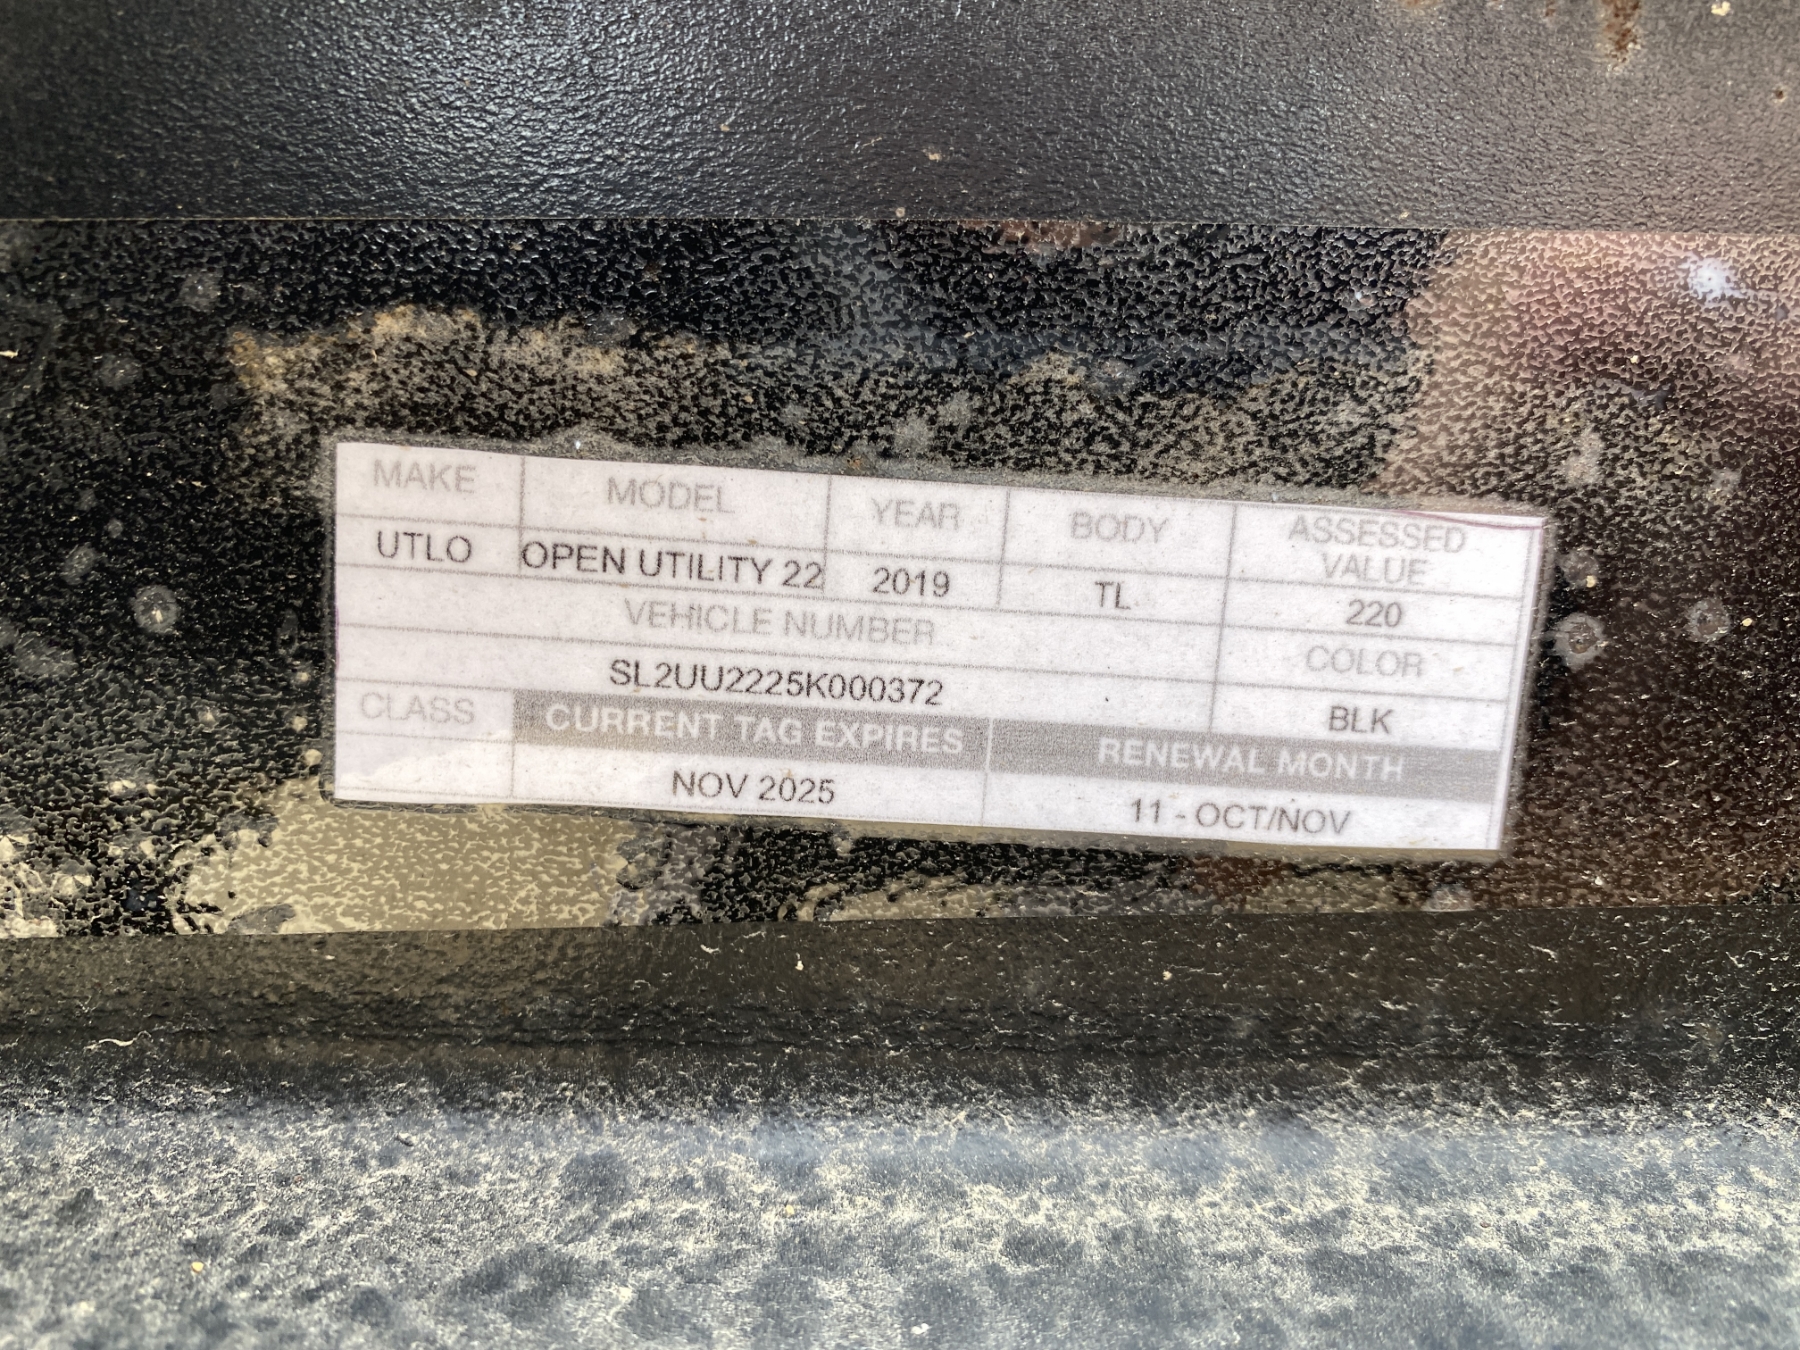 MAKE MODEL YEAR BODY ASSESSED VALUE
UTLO OPEN UTILITY 22 2019 TL 220
VEHICLE NUMBER COLOR
SL2UU2225K000372 BLK
CLASS CURRENT TAG EXPIRES RENEWAL MONTH
NOV 2025 11 - OCT/NOV